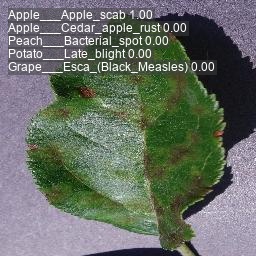 Apple___Apple_scab 1.00
Apple___Cedar_apple_rust 0.00
Peach___Bacterial_spot 0.00
Potato___Late_blight 0.00
Grape___Esca_(Black_Measles) 0.00